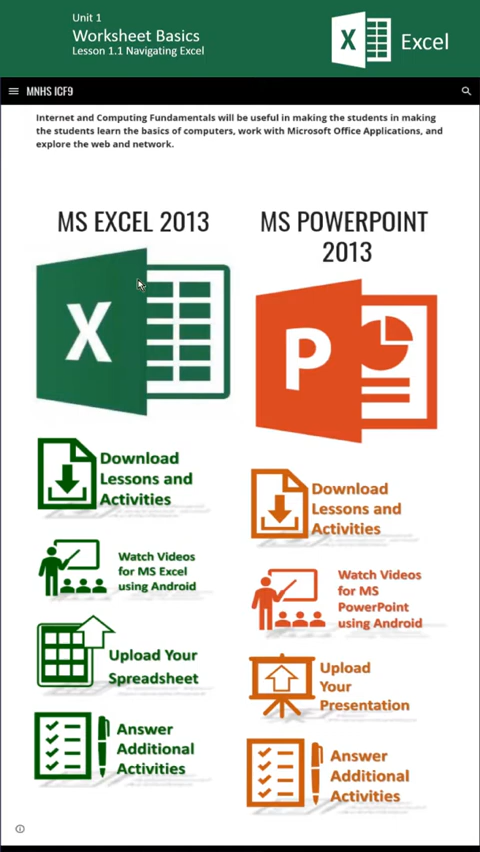 Unit 1
Worksheet Basics
Lesson 1.1 Navigating Excel
X
Excel
MNHS ICF9
Internet and Computing Fundamentals will be useful in making the students in making
the students learn the basics of computers, work with Microsoft Office Applications, and
explore the web and network.
MS EXCEL 2013
X
Download
Lessons and
Activities
Watch Videos
for MS Excel
using Android
Upload Your
Spreadsheet
Answer
Additional
Activities
MS POWERPOINT
2013
P
Download
Lessons and
Activities
Watch Videos
for MS
PowerPoint
using Android
Upload
Your
Presentation
Answer
Additional
Activities